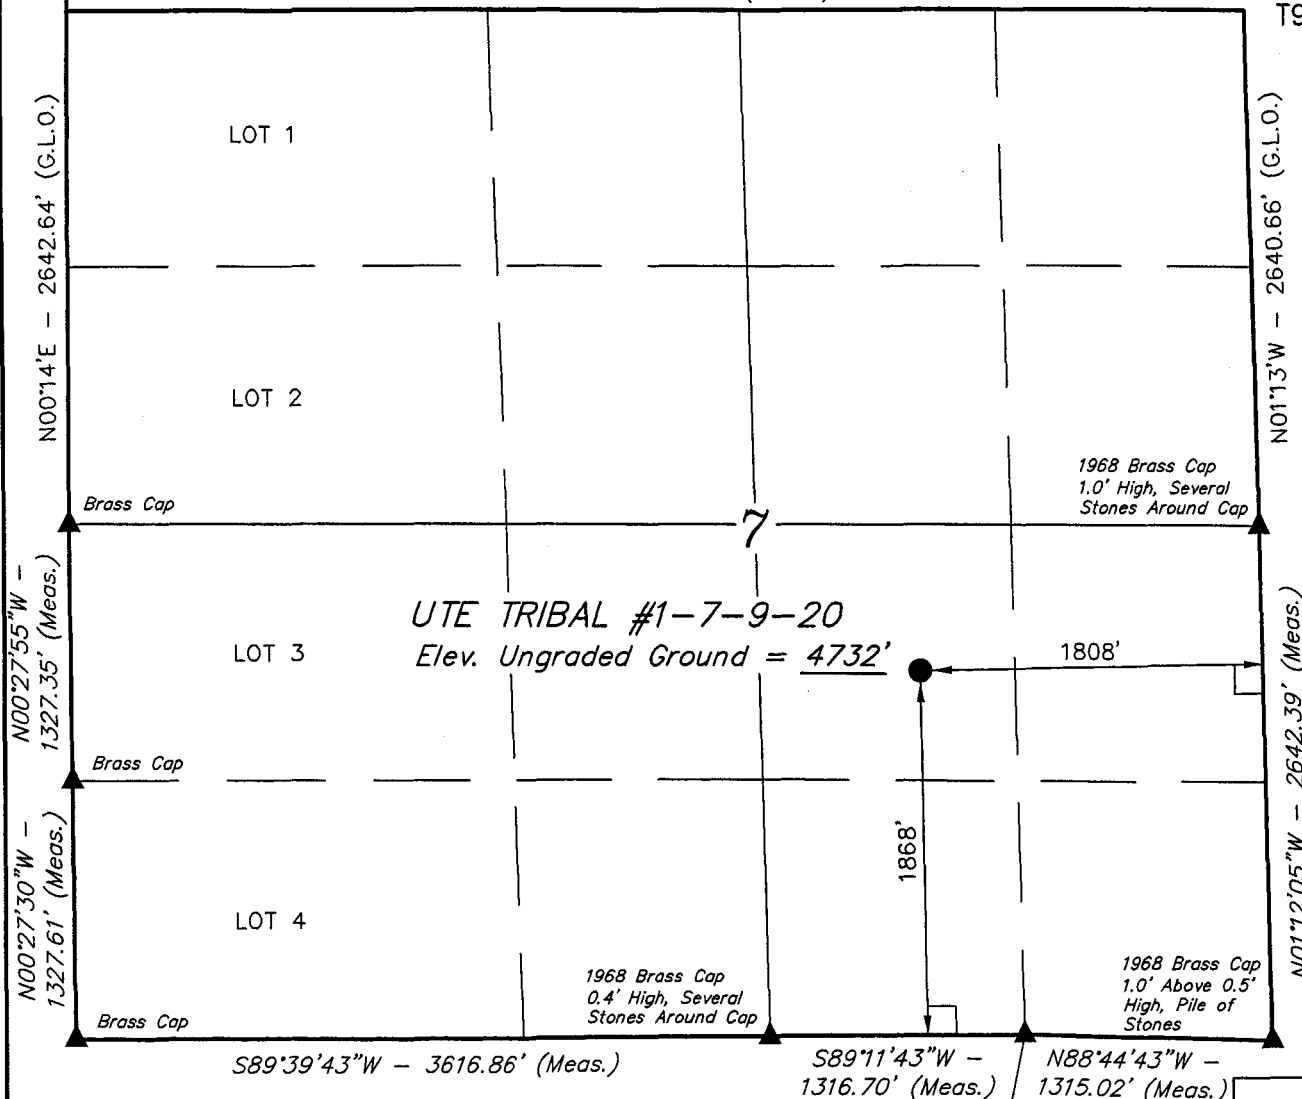 T9
LOT 1
N00°14'E - 2642.64' (G.L.O.)
N01°13'W - 2640.66' (G.L.O.)
LOT 2
1968 Brass Cap
1.0' High, Several
Stones Around Cap
Brass Cap
7
N00°27'55"W -
1327.35' (Meas.)
UTE TRIBAL #1-7-9-20
Elev. Ungraded Ground = 4732'
LOT 3
1808'
N01°12'05"W - 2642.39' (Meas.)
Brass Cap
1868'
N00°27'30"W -
1327.61' (Meas.)
LOT 4
1968 Brass Cap
0.4' High, Several
Stones Around Cap
1968 Brass Cap
1.0' Above 0.5'
High, Pile of
Stones
Brass Cap
S89°39'43"W - 3616.86' (Meas.)
S89°11'43"W -
1316.70' (Meas.)
N88°44'43"W -
1315.02' (Meas.)